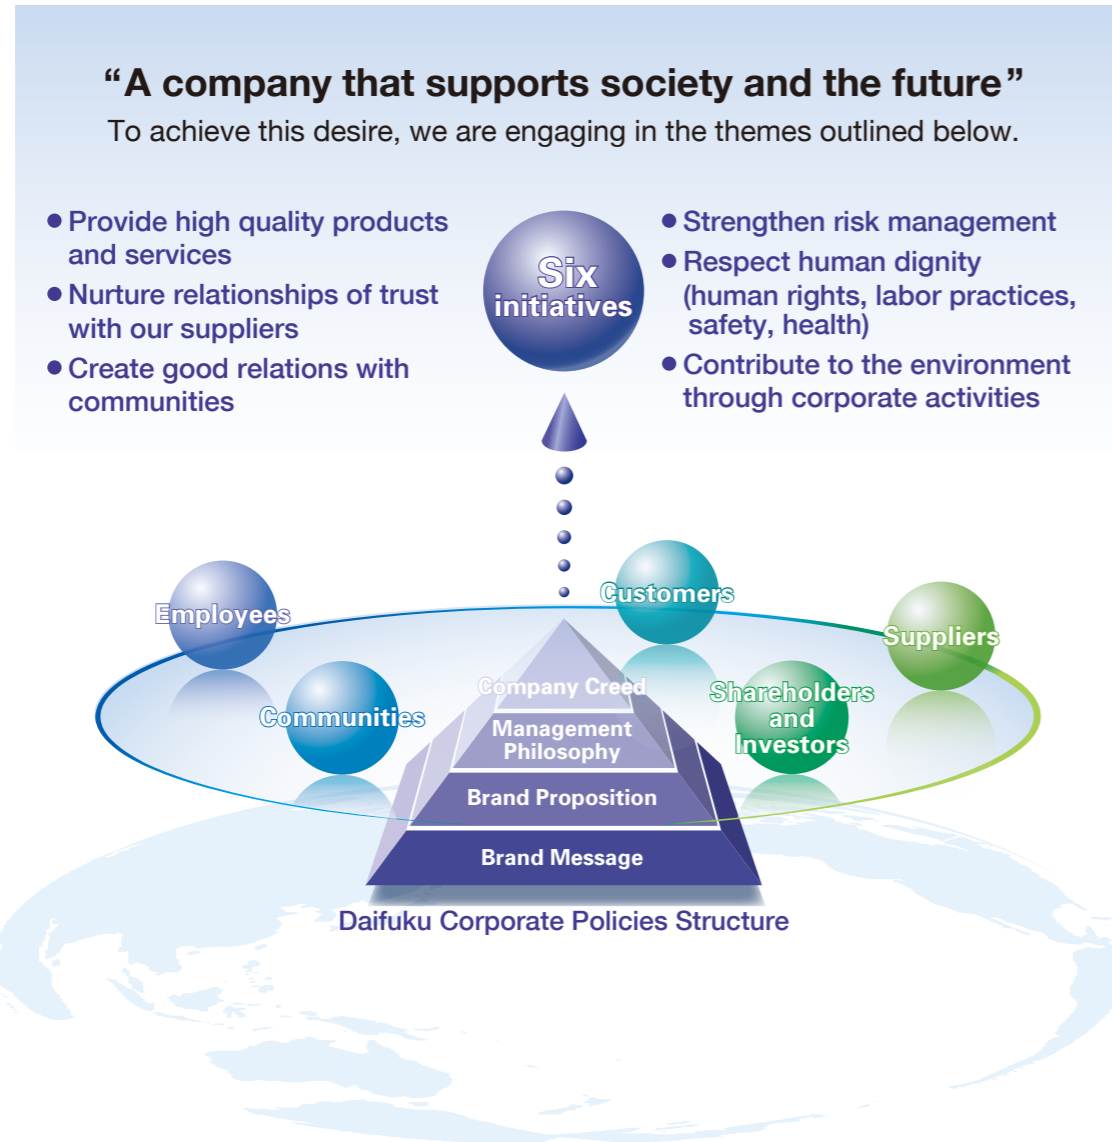 “A company that supports society and the future”
To achieve this desire, we are engaging in the themes outlined below.
● Provide high quality products
and services
● Nurture relationships of trust
with our suppliers
● Create good relations with
communities
Six
initiatives
● Strengthen risk management
● Respect human dignity
(human rights, labor practices,
safety, health)
● Contribute to the environment
through corporate activities
Employees
Customers
Suppliers
Communities
Shareholders
and
Investors
Company Creed
Management
Philosophy
Brand Proposition
Brand Message
Daifuku Corporate Policies Structure